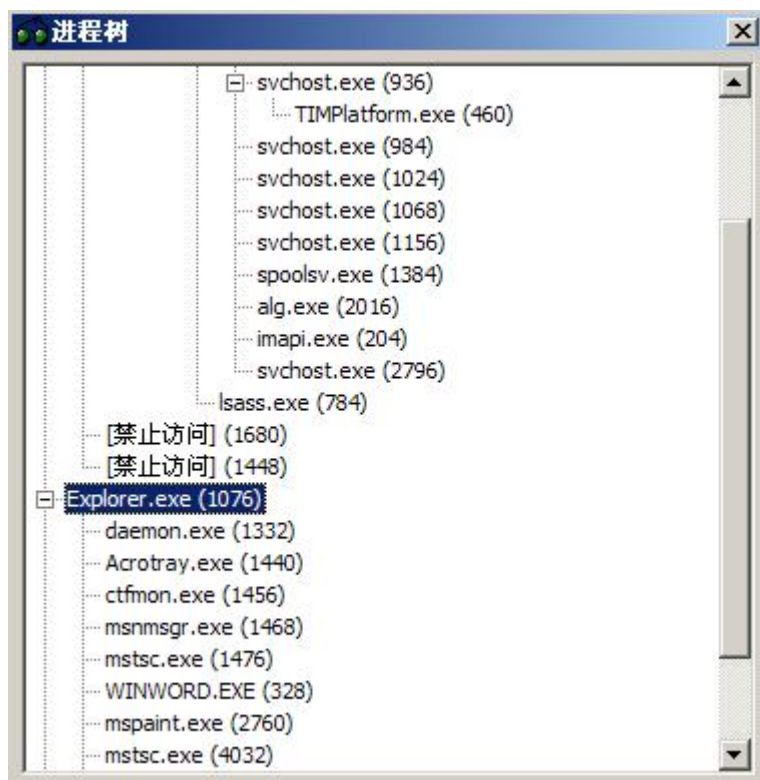 进程树
svchost.exe (936)
TIMPlatform.exe (460)
svchost.exe (984)
svchost.exe (1024)
svchost.exe (1068)
svchost.exe (1156)
spoolsv.exe (1384)
alg.exe (2016)
imapi.exe (204)
svchost.exe (2796)
lsass.exe (784)
[禁止访问] (1680)
[禁止访问] (1448)
Explorer.exe (1076)
daemon.exe (1332)
Acrotray.exe (1440)
ctfmon.exe (1456)
msnmsgr.exe (1468)
mstsc.exe (1476)
WINWORD.EXE (328)
mspaint.exe (2760)
mstsc.exe (4032)